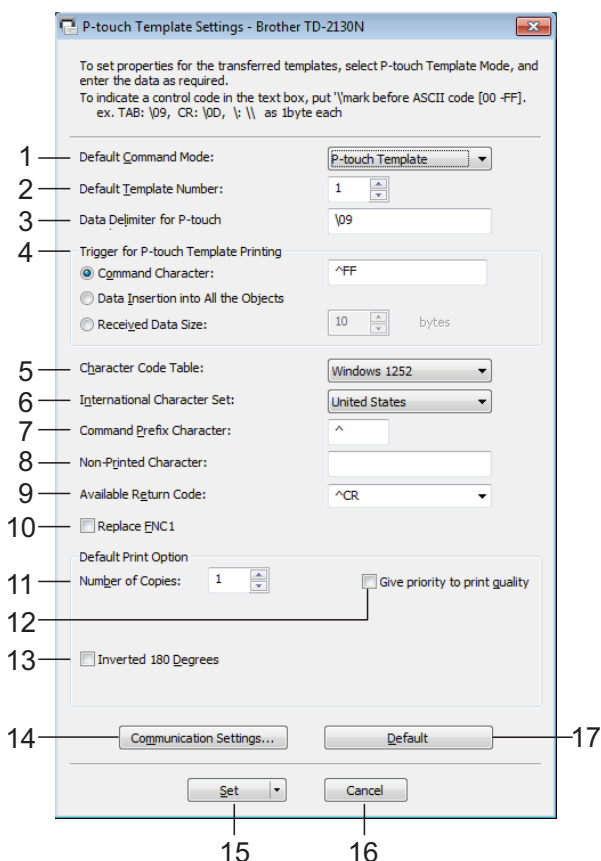 P-touch Template Settings - Brother TD-2130N
To set properties for the transferred templates, select P-touch Template Mode, and
enter the data as required.
To indicate a control code in the text box, put '\'mark before ASCII code [00 -FF].
ex. TAB: \09, CR: \0D, \: \\ as 1byte each
1 Default Command Mode: P-touch Template
2 Default Template Number: 1
3 Data Delimiter for P-touch \09
4 Trigger for P-touch Template Printing
Command Character: ^FF
Data Insertion into All the Objects
Received Data Size: 10 bytes
5 Character Code Table: Windows 1252
6 International Character Set: United States
7 Command Prefix Character: ^
8 Non-Printed Character:
9 Available Return Code: ^CR
10 Replace FNC1
Default Print Option
11 Number of Copies: 1 Give priority to print quality
12
13 Inverted 180 Degrees
14 Communication Settings... Default 17
Set Cancel
15 16